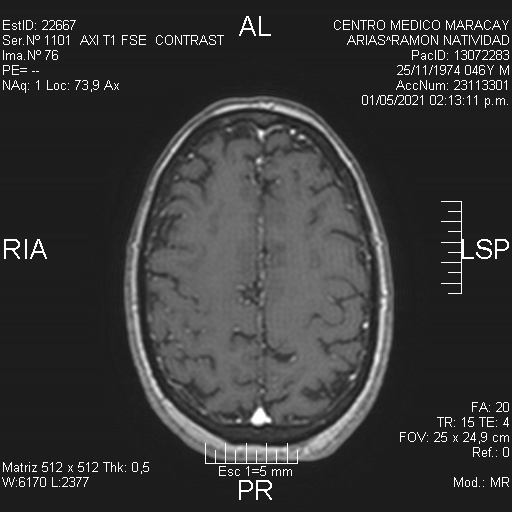 EstID: 22667
Ser.Nº 1101 AXI T1 FSE CONTRAST
Ima.Nº 76
PE= --
NAq: 1 Loc: 73,9 Ax
AL
CENTRO MEDICO MARACAY
ARIAS^RAMON NATIVIDAD
PacID: 13072283
25/11/1974 046Y M
AccNum: 23113301
01/05/2021 02:13:11 p.m.
RIA
LSP
FA: 20
TR: 15 TE: 4
FOV: 25 x 24,9 cm
Ref.: 0
Matriz 512 x 512 Thk: 0,5
W:6170 L:2377
Esc 1=5 mm
PR
Mod.: MR